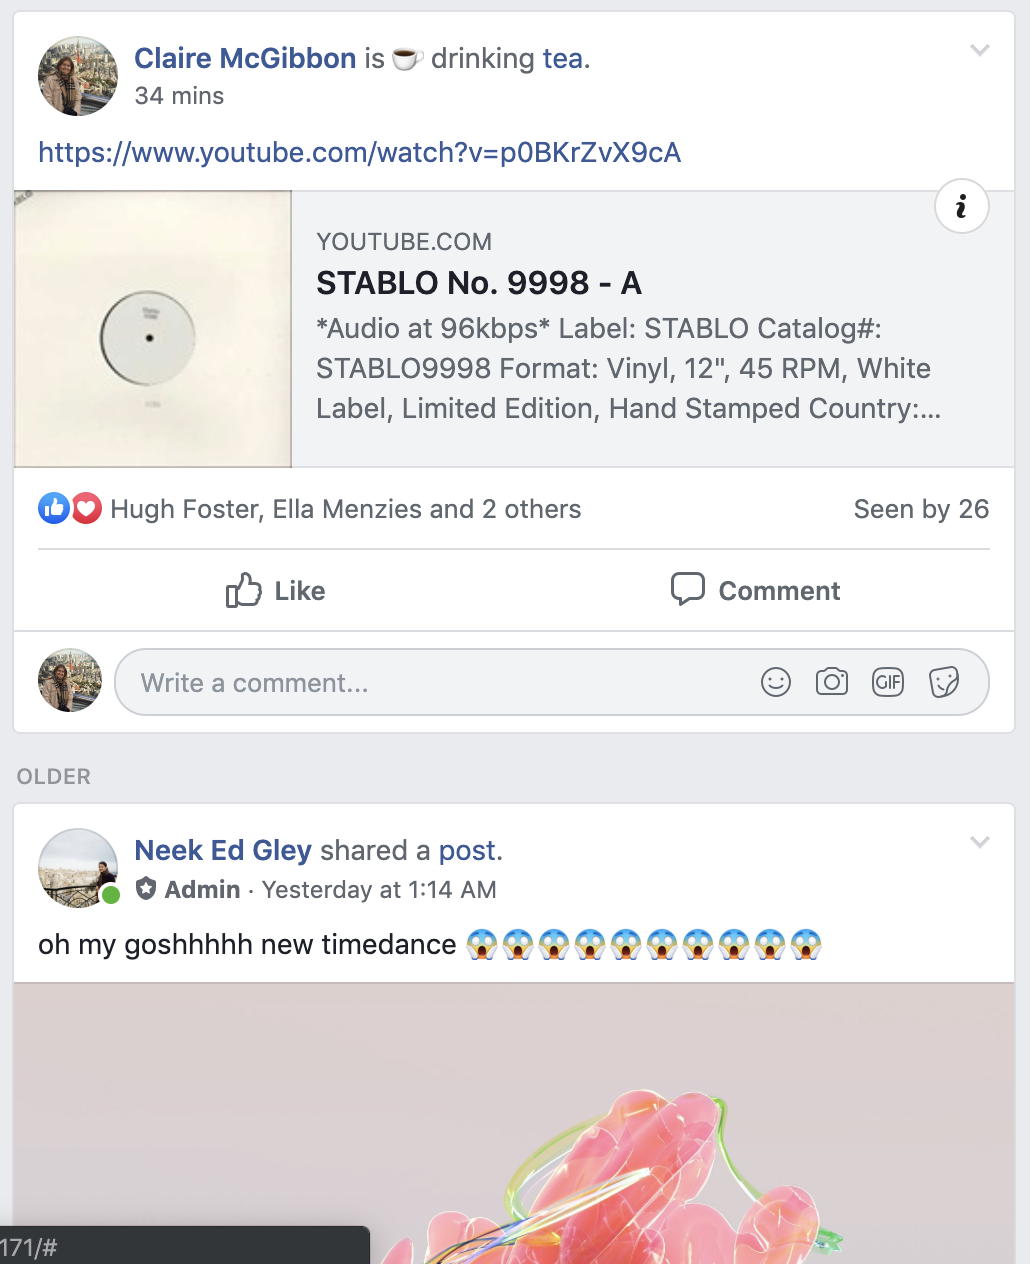 Claire McGibbon is ☕ drinking tea.
34 mins
https://www.youtube.com/watch?v=p0BKrZvX9cA
YOUTUBE.COM
STABLO No. 9998 - A
*Audio at 96kbps* Label: STABLO Catalog#:
STABLO9998 Format: Vinyl, 12", 45 RPM, White
Label, Limited Edition, Hand Stamped Country:...
Hugh Foster, Ella Menzies and 2 others
Seen by 26
Like
Comment
Write a comment...
GIF
OLDER
Neek Ed Gley shared a post.
Admin · Yesterday at 1:14 AM
oh my goshhhhh new timedance 😱😱😱😱😱😱😱😱😱😱
171/#